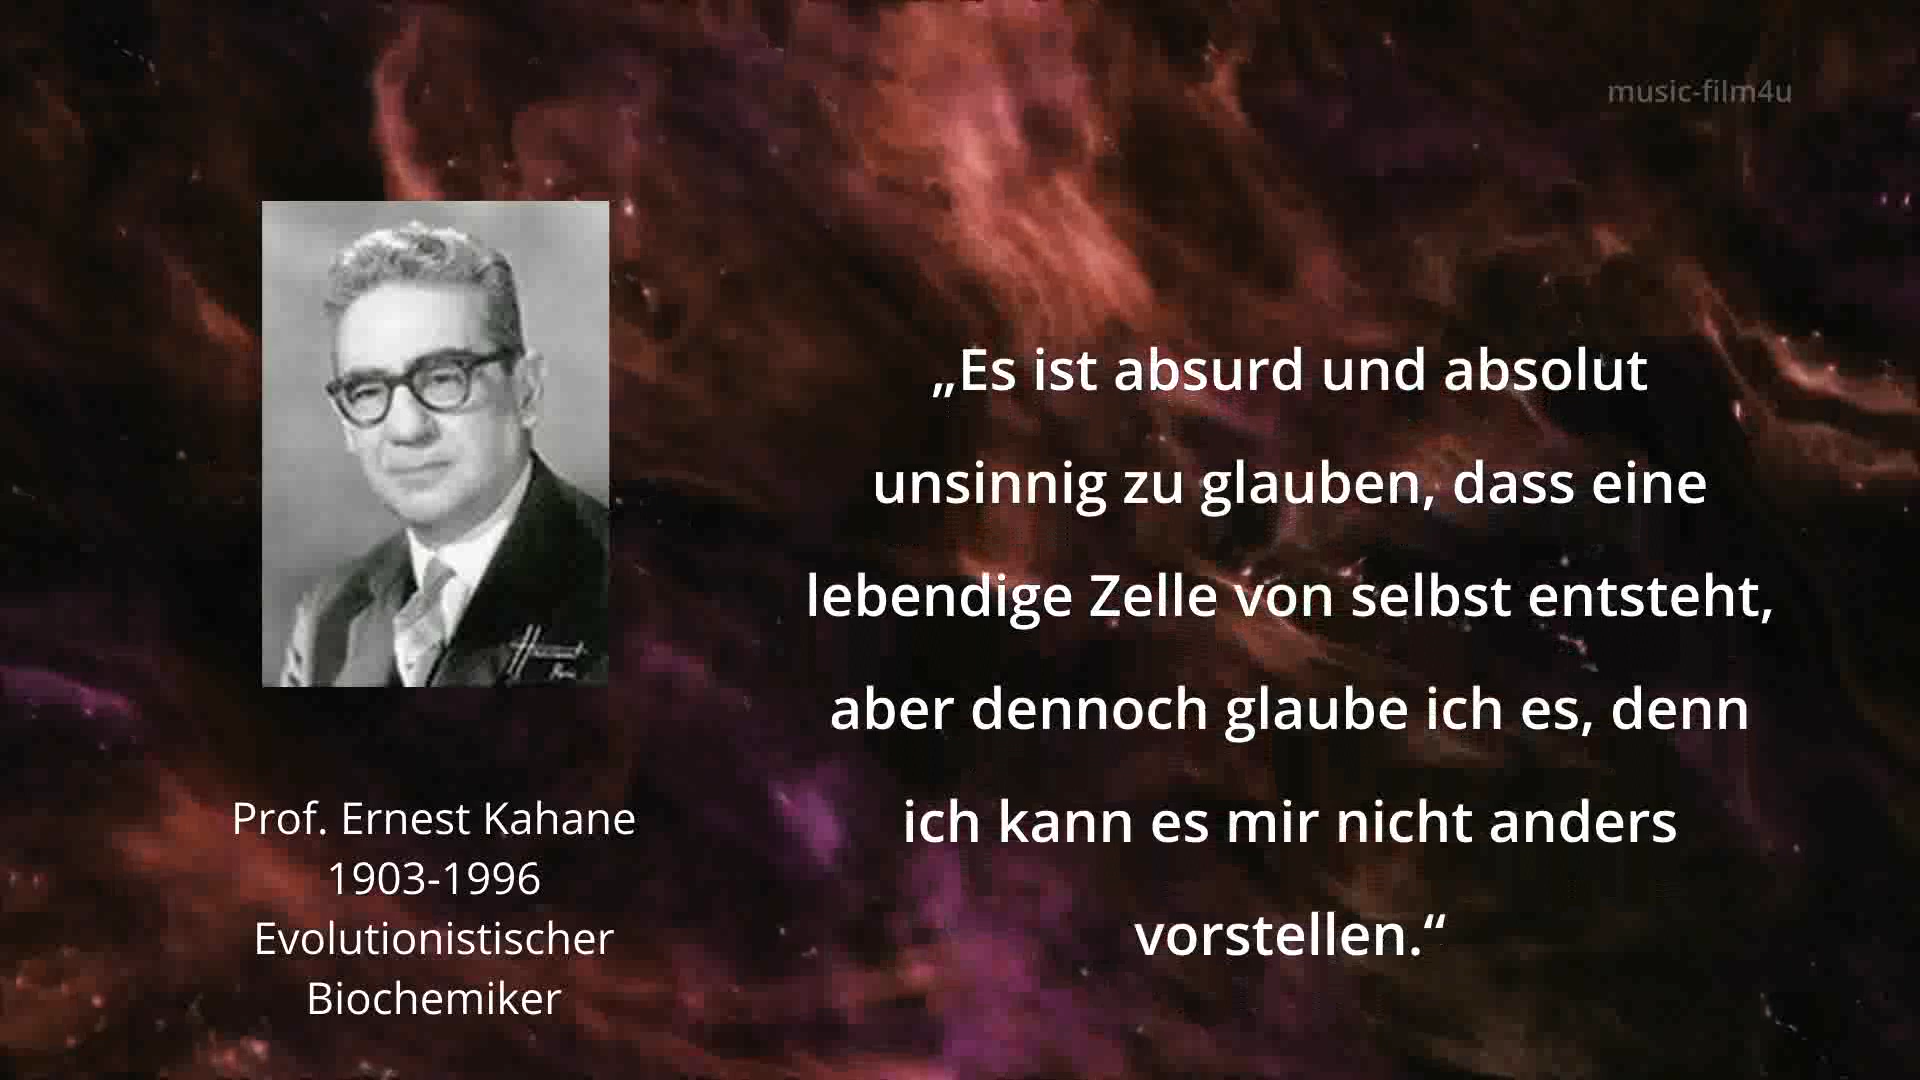 music-film4u
„Es ist absurd und absolut
unsinnig zu glauben, dass eine
lebendige Zelle von selbst entsteht,
aber dennoch glaube ich es, denn
ich kann es mir nicht anders
vorstellen.“
Prof. Ernest Kahane
1903-1996
Evolutionistischer
Biochemiker